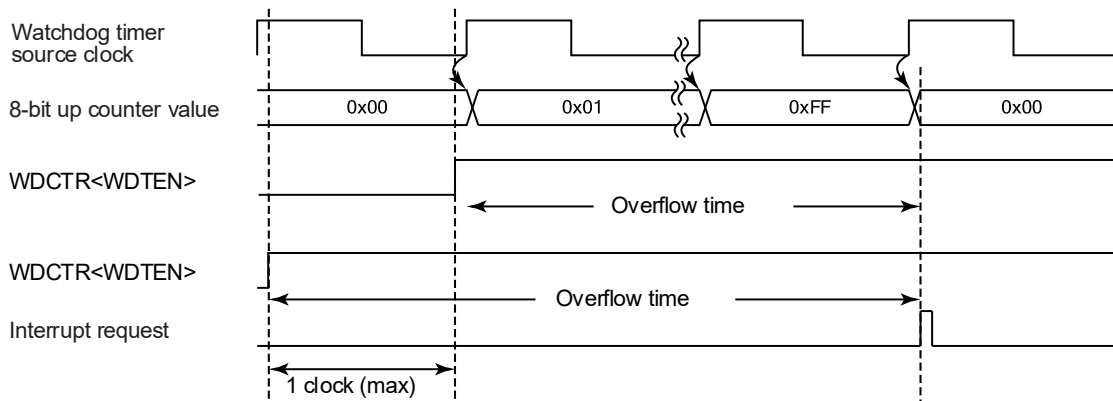 Watchdog timer
source clock
8-bit up counter value
0x00
0x01
0xFF
0x00
WDCTR<WDTEN>
Overflow time
WDCTR<WDTEN>
Overflow time
Interrupt request
1 clock (max)